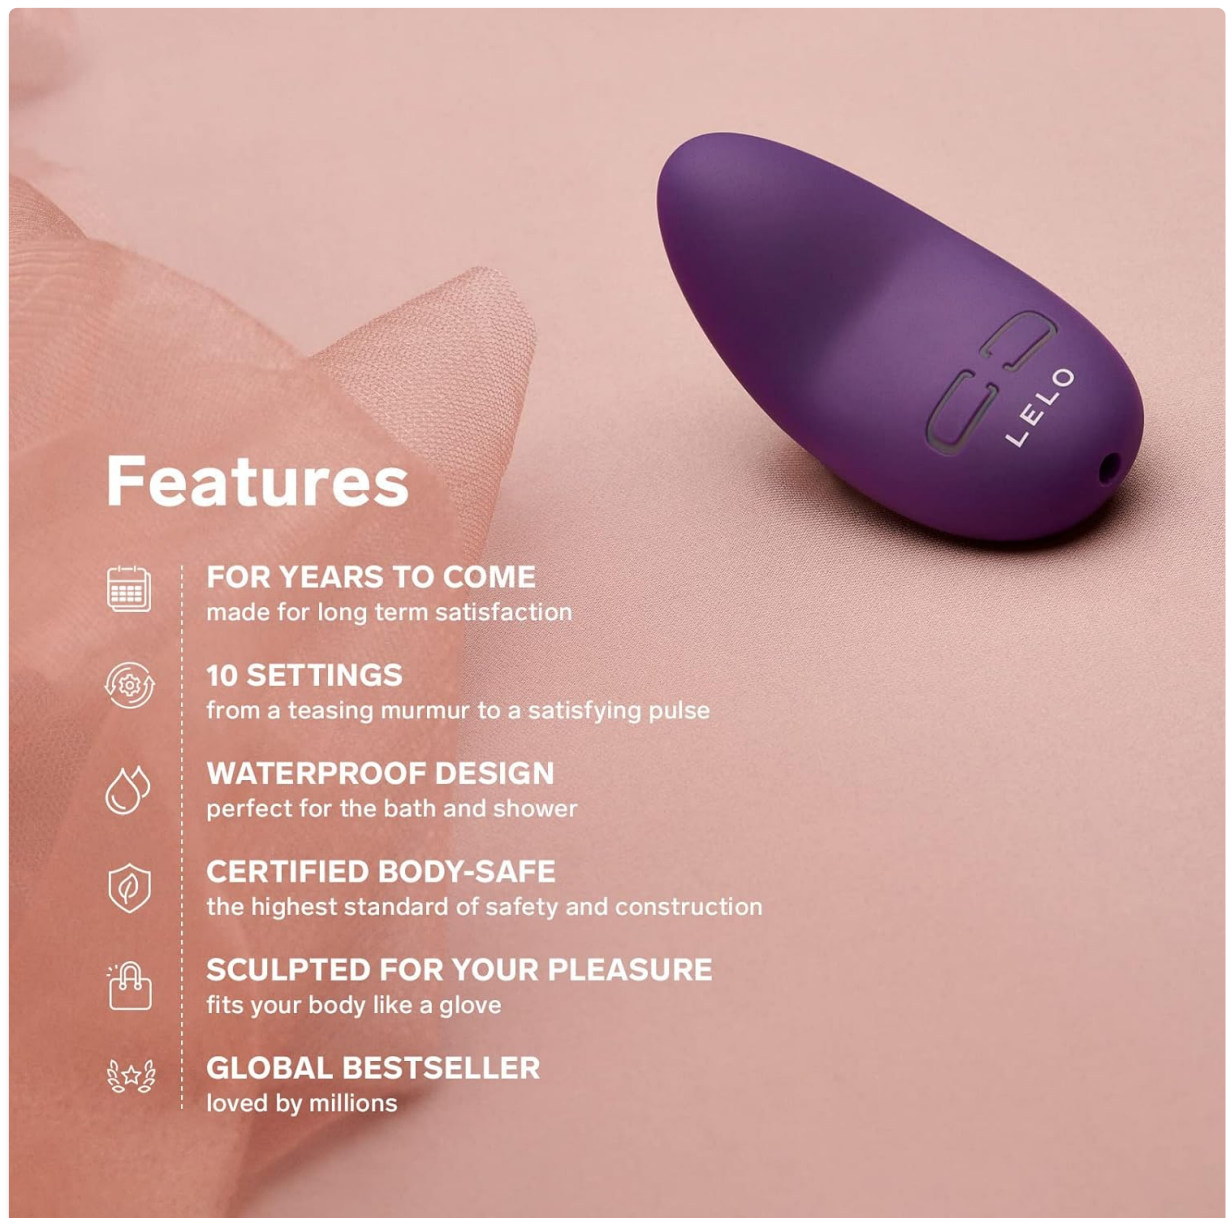 LELO
Features
FOR YEARS TO COME
made for long term satisfaction
10 SETTINGS
from a teasing murmur to a satisfying pulse
WATERPROOF DESIGN
perfect for the bath and shower
CERTIFIED BODY-SAFE
the highest standard of safety and construction
SCULPTED FOR YOUR PLEASURE
fits your body like a glove
GLOBAL BESTSELLER
loved by millions